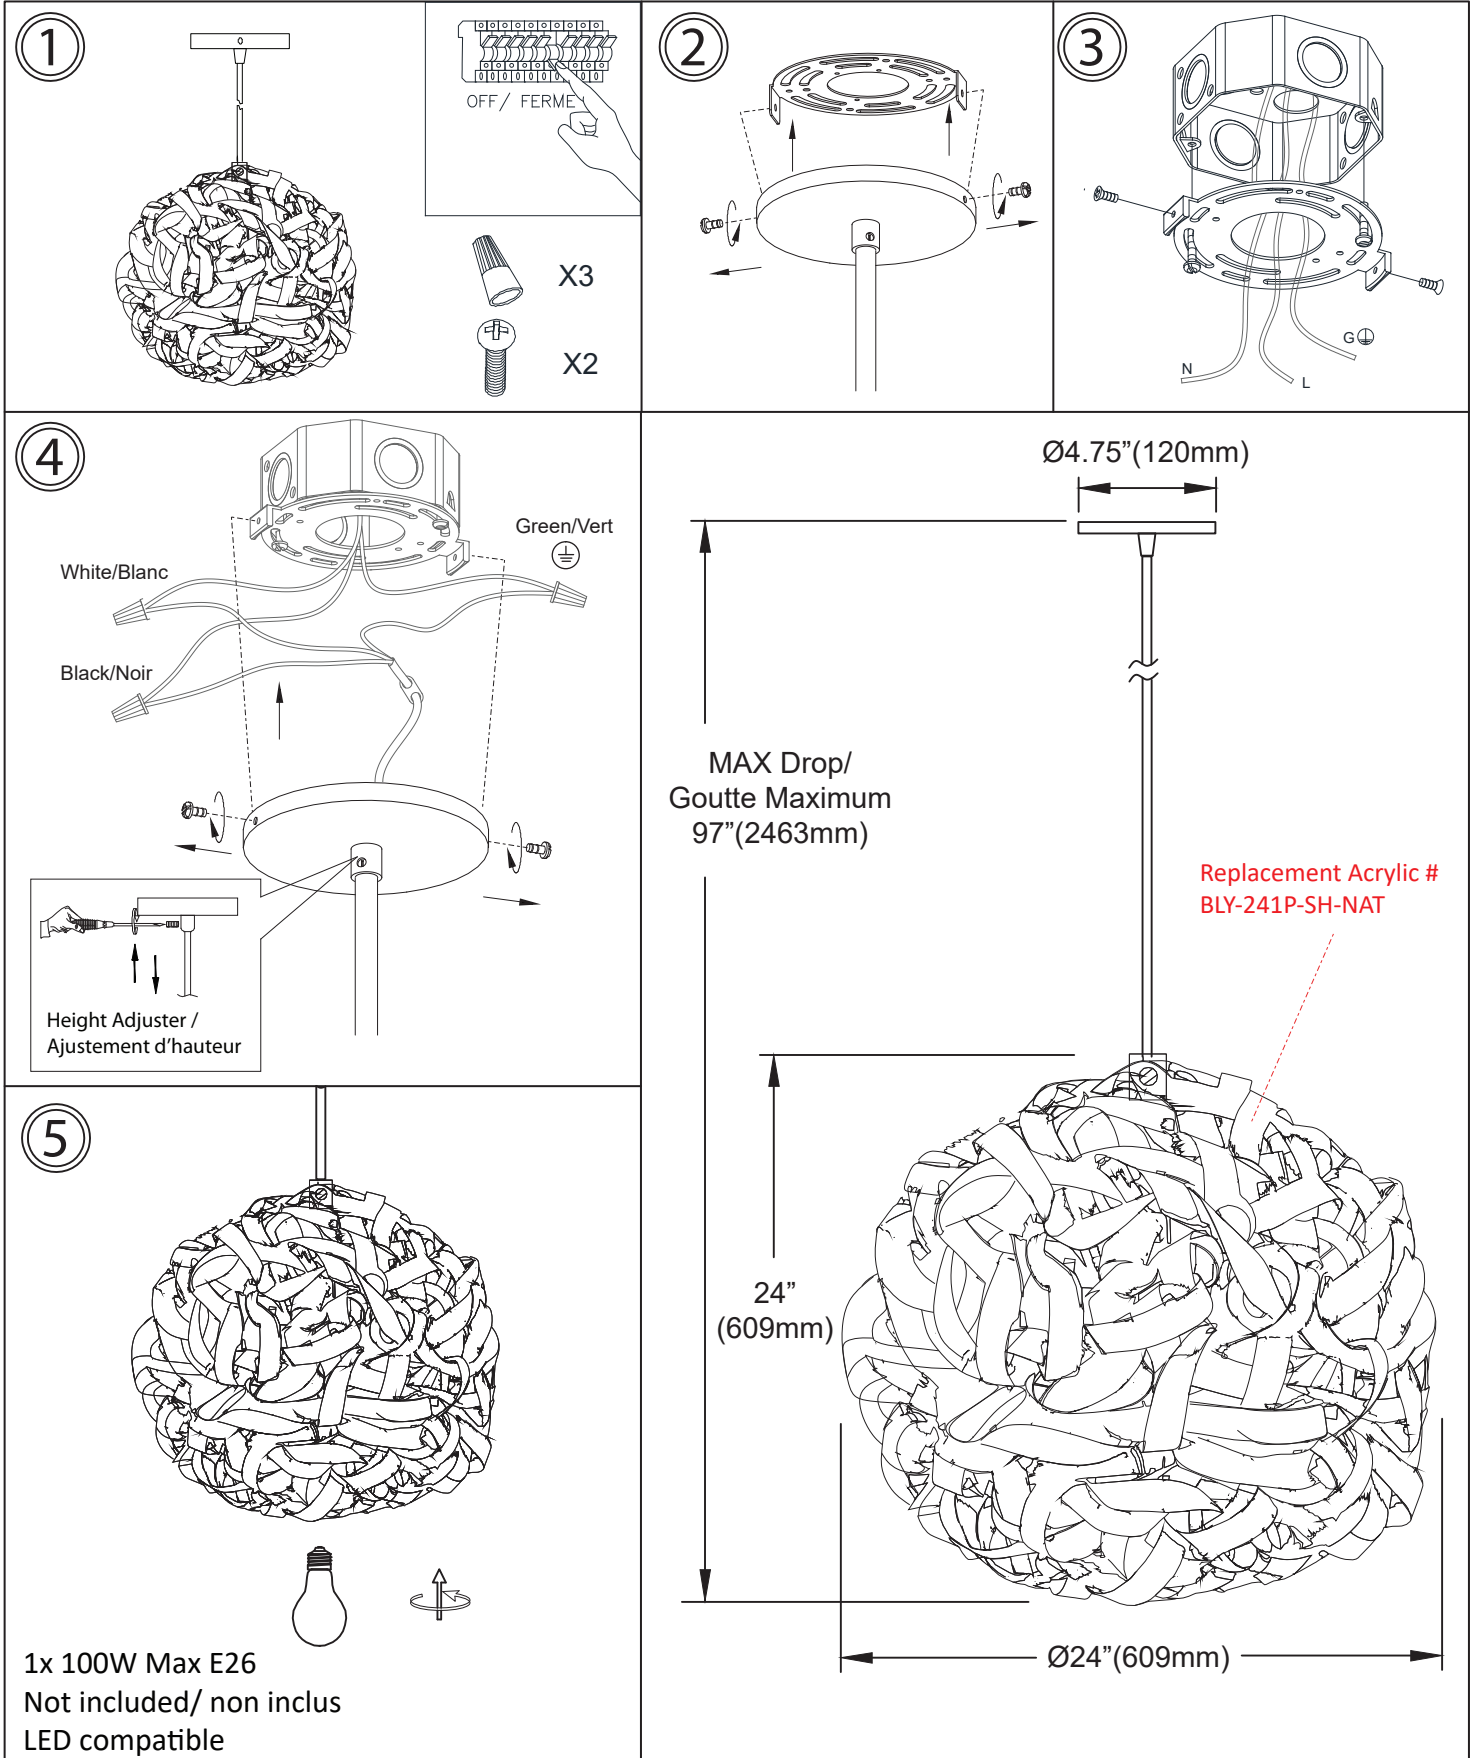 1
OFF/ FERME
X3
X2
2
3
N
L
G
4
Green/Vert
White/Blanc
Black/Noir
Height Adjuster /
Ajustement d'hauteur
5
1x 100W Max E26
Not included/ non inclus
LED compatible
Ø4.75”(120mm)
MAX Drop/
Goutte Maximum
97”(2463mm)
Replacement Acrylic #
BLY-241P-SH-NAT
24”
(609mm)
Ø24”(609mm)